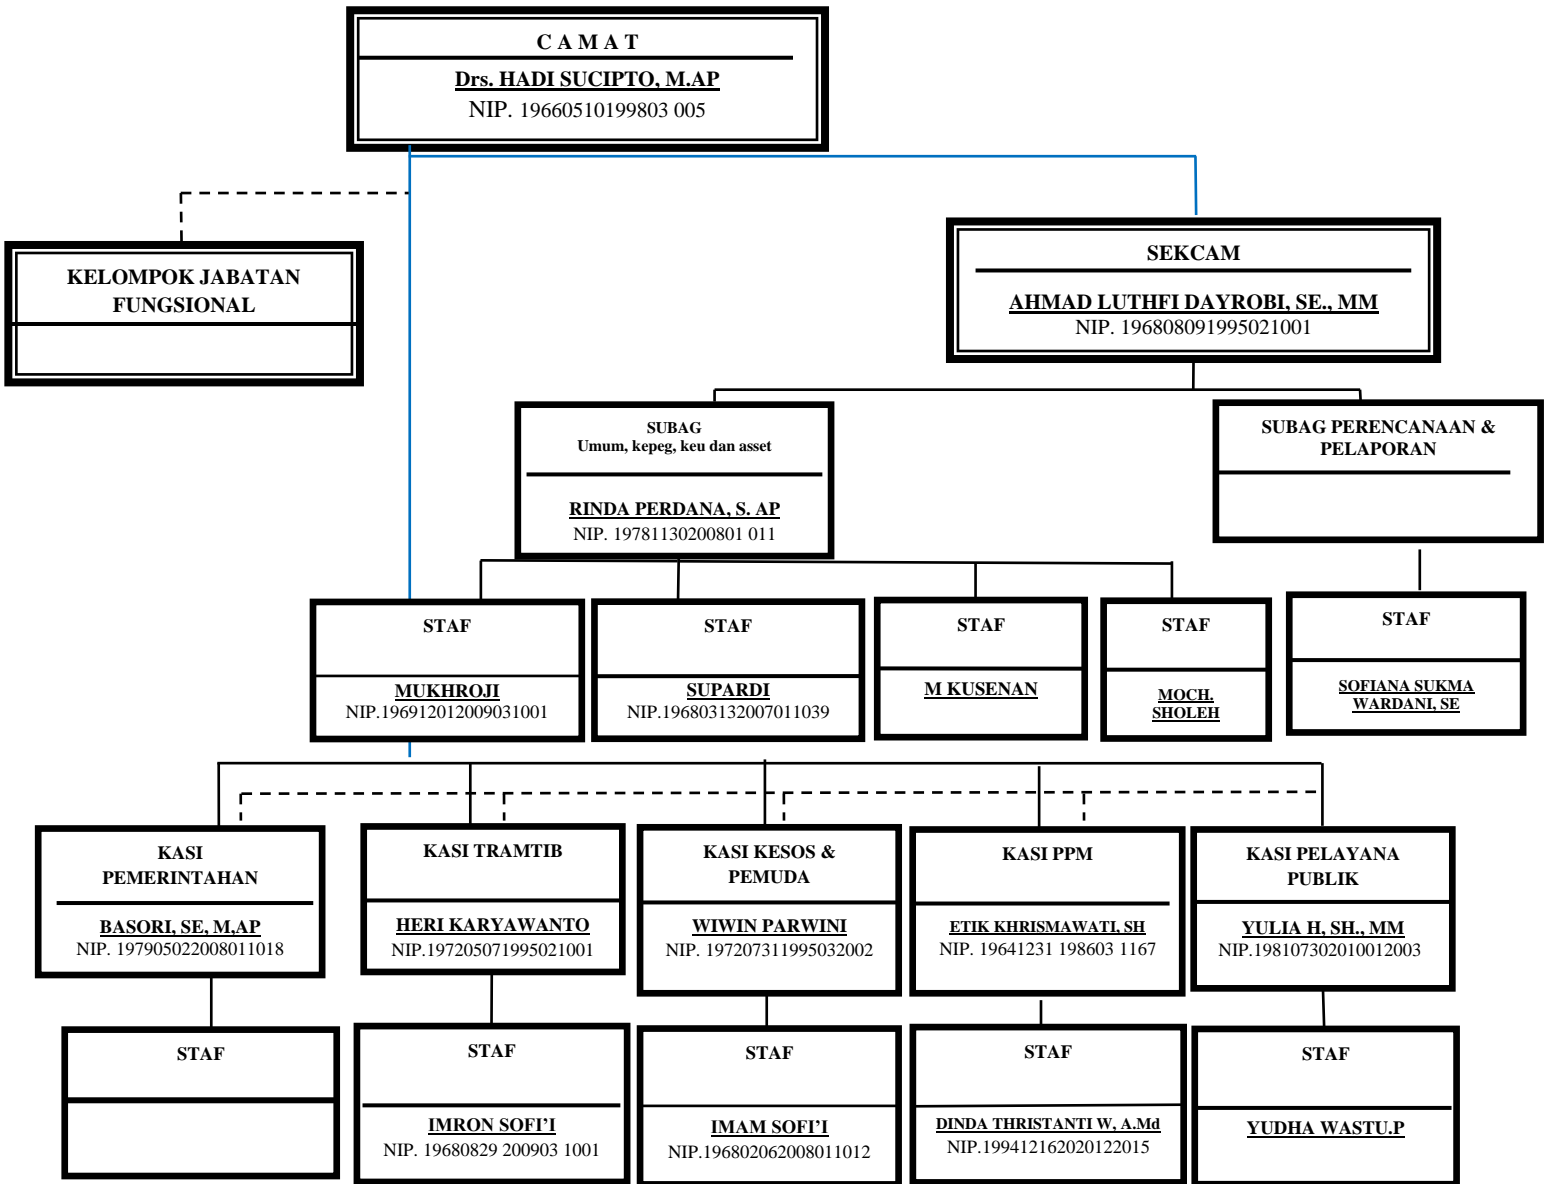 C A M A T
Drs. HADI SUCIPTO, M.AP
NIP. 19660510199803 005
KELOMPOK JABATAN
FUNGSIONAL
SEKCAM
AHMAD LUTHFI DAYROBI, SE., MM
NIP. 196808091995021001
SUBAG
Umum, kepeg, keu dan asset
RINDA PERDANA, S. AP
NIP. 19781130200801 011
SUBAG PERENCANAAN &
PELAPORAN
STAF
MUKHROJI
NIP.196912012009031001
STAF
SUPARDI
NIP.196803132007011039
STAF
M KUSENAN
STAF
MOCH.
SHOLEH
STAF
SOFIANA SUKMA
WARDANI, SE
KASI
PEMERINTAHAN
BASORI, SE, M,AP
NIP. 197905022008011018
KASI TRAMTIB
HERI KARYAWANTO
NIP.197205071995021001
KASI KESOS &
PEMUDA
WIWIN PARWINI
NIP. 197207311995032002
KASI PPM
ETIK KHRISMAWATI, SH
NIP. 19641231 198603 1167
KASI PELAYANA
PUBLIK
YULIA H, SH., MM
NIP.198107302010012003
STAF
STAF
IMRON SOFI’I
NIP. 19680829 200903 1001
STAF
IMAM SOFI’I
NIP.196802062008011012
STAF
DINDA THRISTANTI W, A.Md
NIP.199412162020122015
STAF
YUDHA WASTU.P